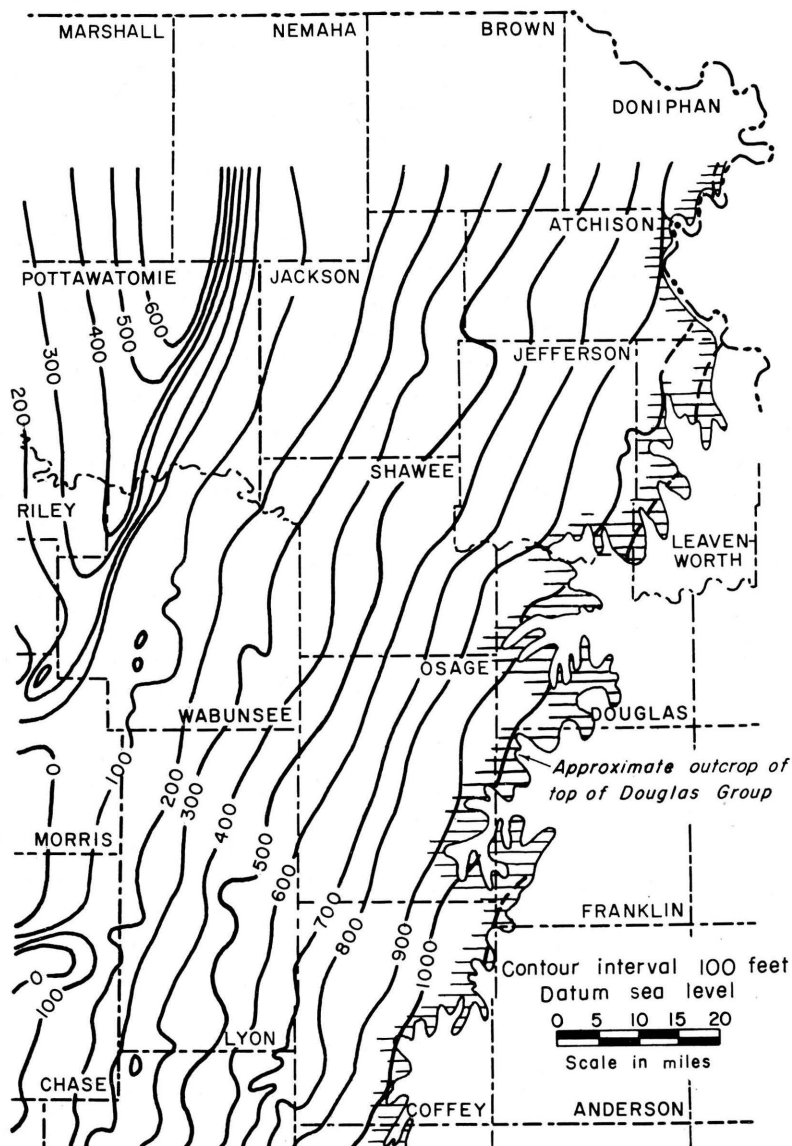 MARSHALL
NEMAHA
BROWN
DONIPHAN
ATCHISON
POTTAWATOMIE
JACKSON
600
500
400
300
200
JEFFERSON
SHAWEE
RILEY
LEAVEN-
WORTH
OSAGE
WABUNSEE
DOUGLAS
0
100
200
300
400
500
600
700
800
900
1000
Approximate outcrop of
top of Douglas Group
MORRIS
FRANKLIN
0
100
Contour interval 100 feet
Datum sea level
0 5 10 15 20
Scale in miles
LYON
CHASE
COFFEY
ANDERSON